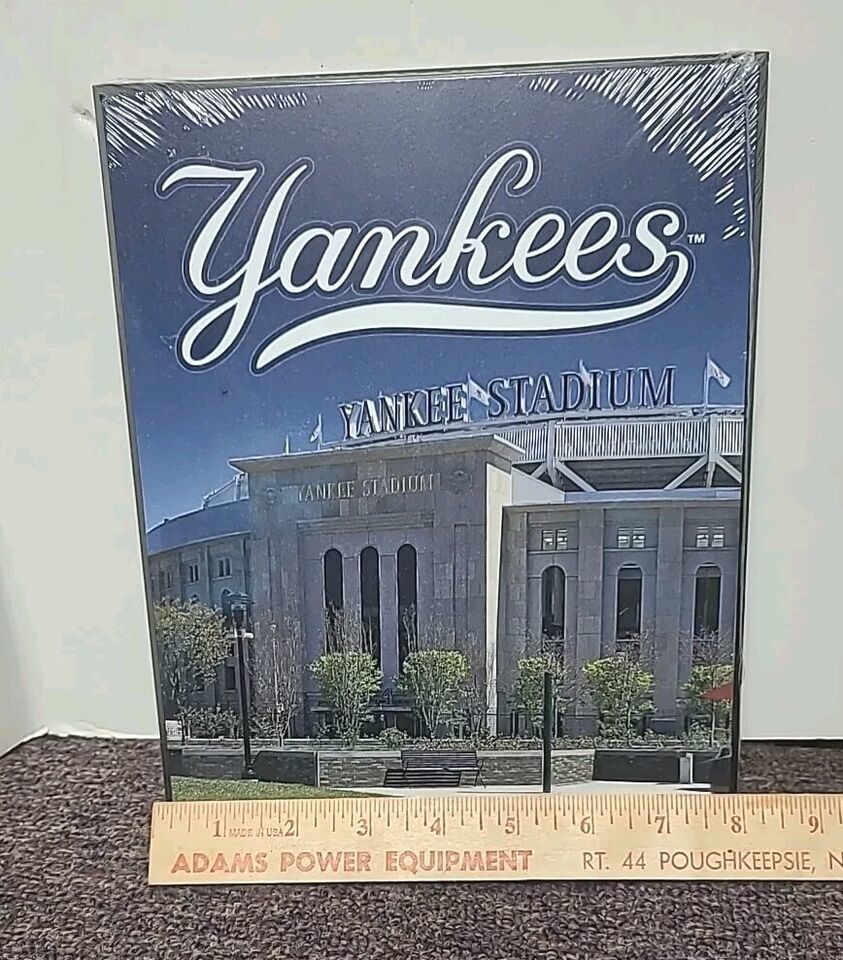 Yankees™
YANKEE STADIUM
YANKEE STADIUM
1 MADE IN USA 2 3 4 5 6 7 8 9
ADAMS POWER EQUIPMENT RT. 44 POUGHKEEPSIE, N